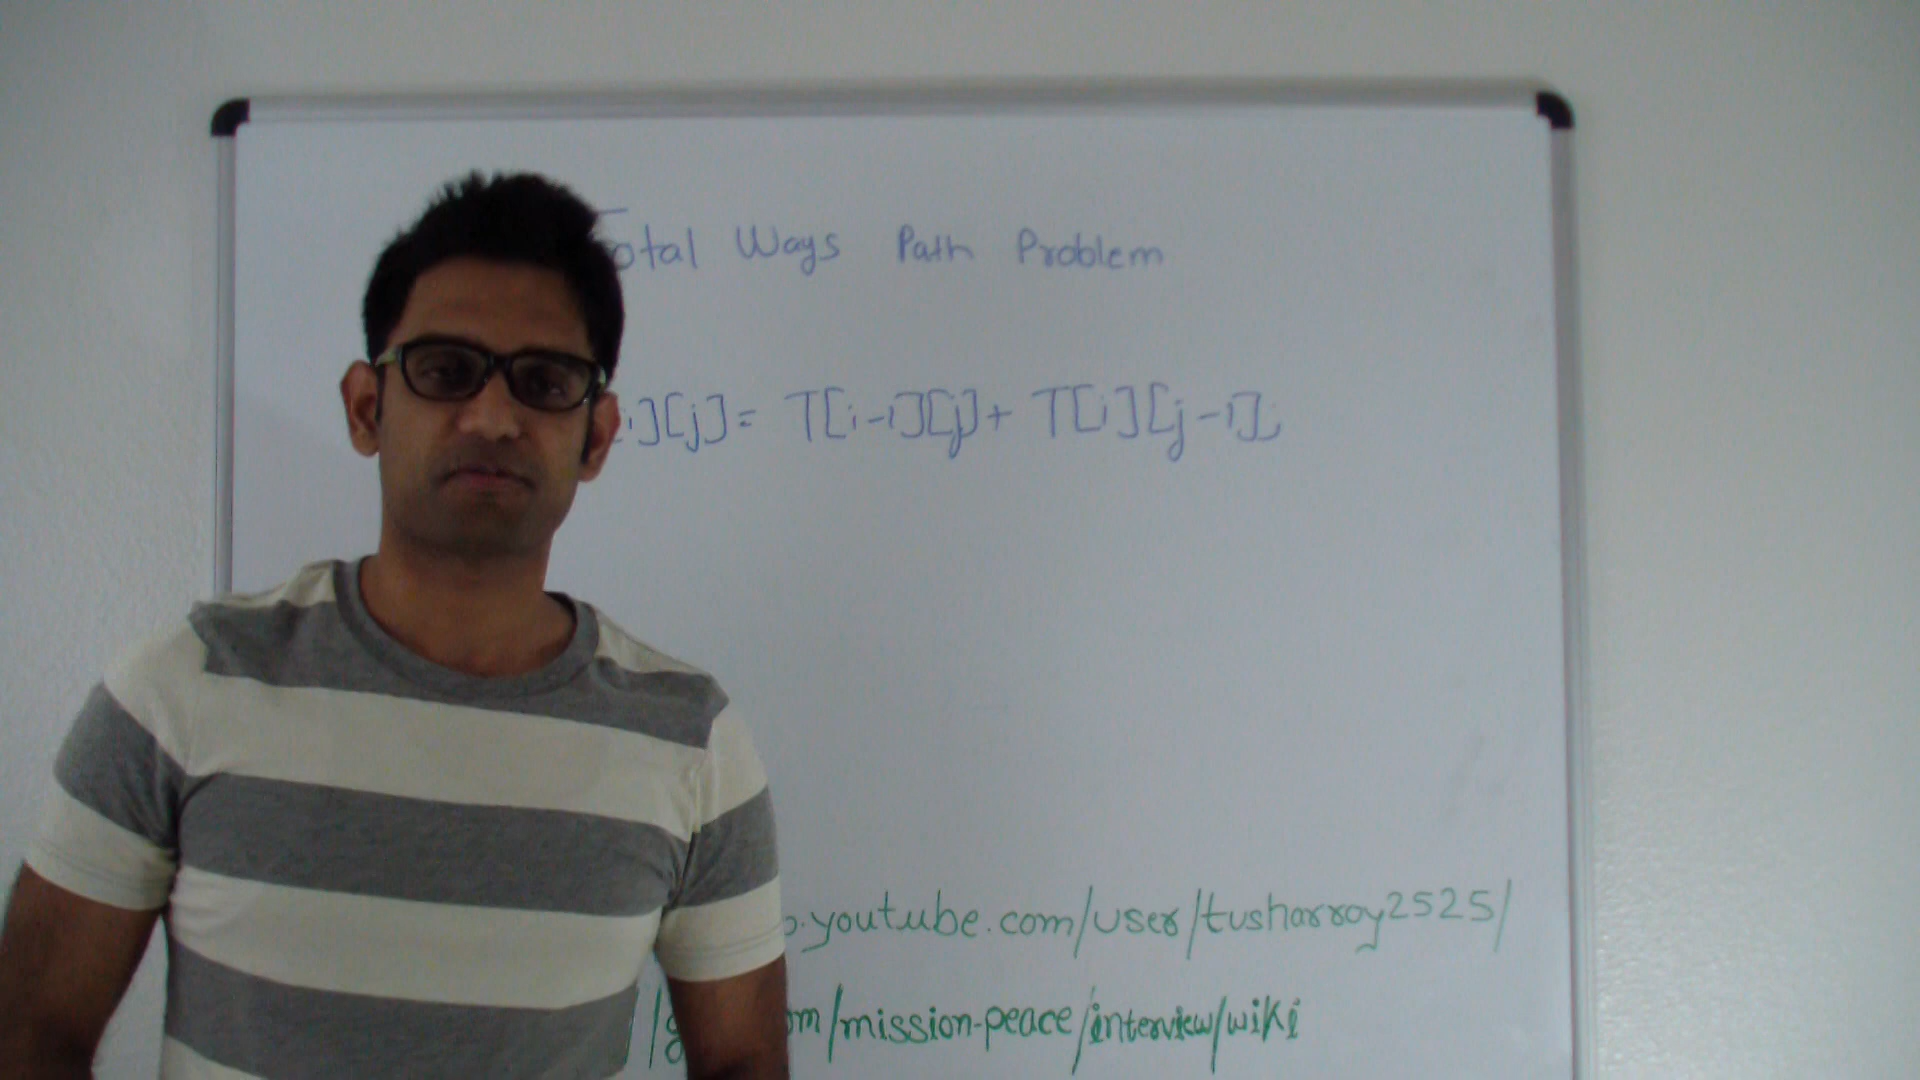 otal Ways Path Problem
i][j]= T[i-1][j]+ T[i][j-1];
o.youtube.com/user/tusharroy2525/
/g om/mission-peace/interview/wiki